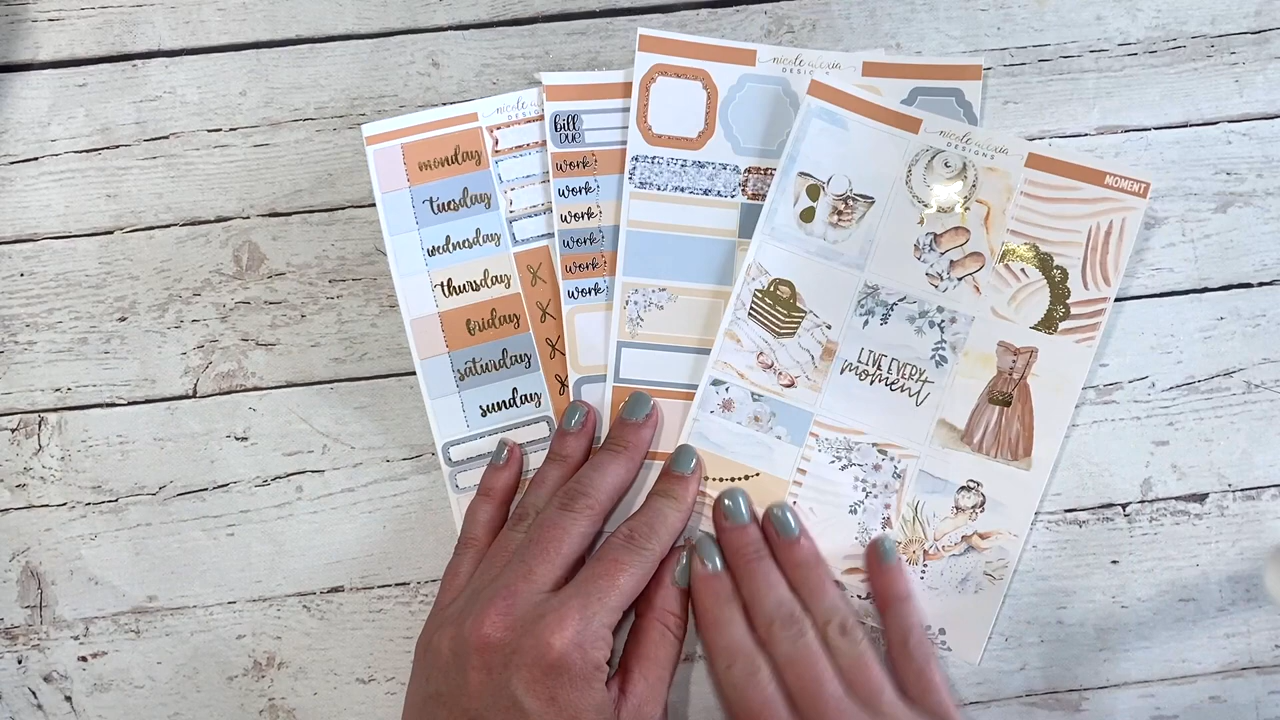 nicole alexia
DESIGNS
monday
tuesday
wednesday
thursday
friday
saturday
sunday
bill
DUE
work
work
work
work
work
work
nicole alexia
DESIGNS
nicole alexia
DESIGNS
MOMENT
LIVE EVERY
moment